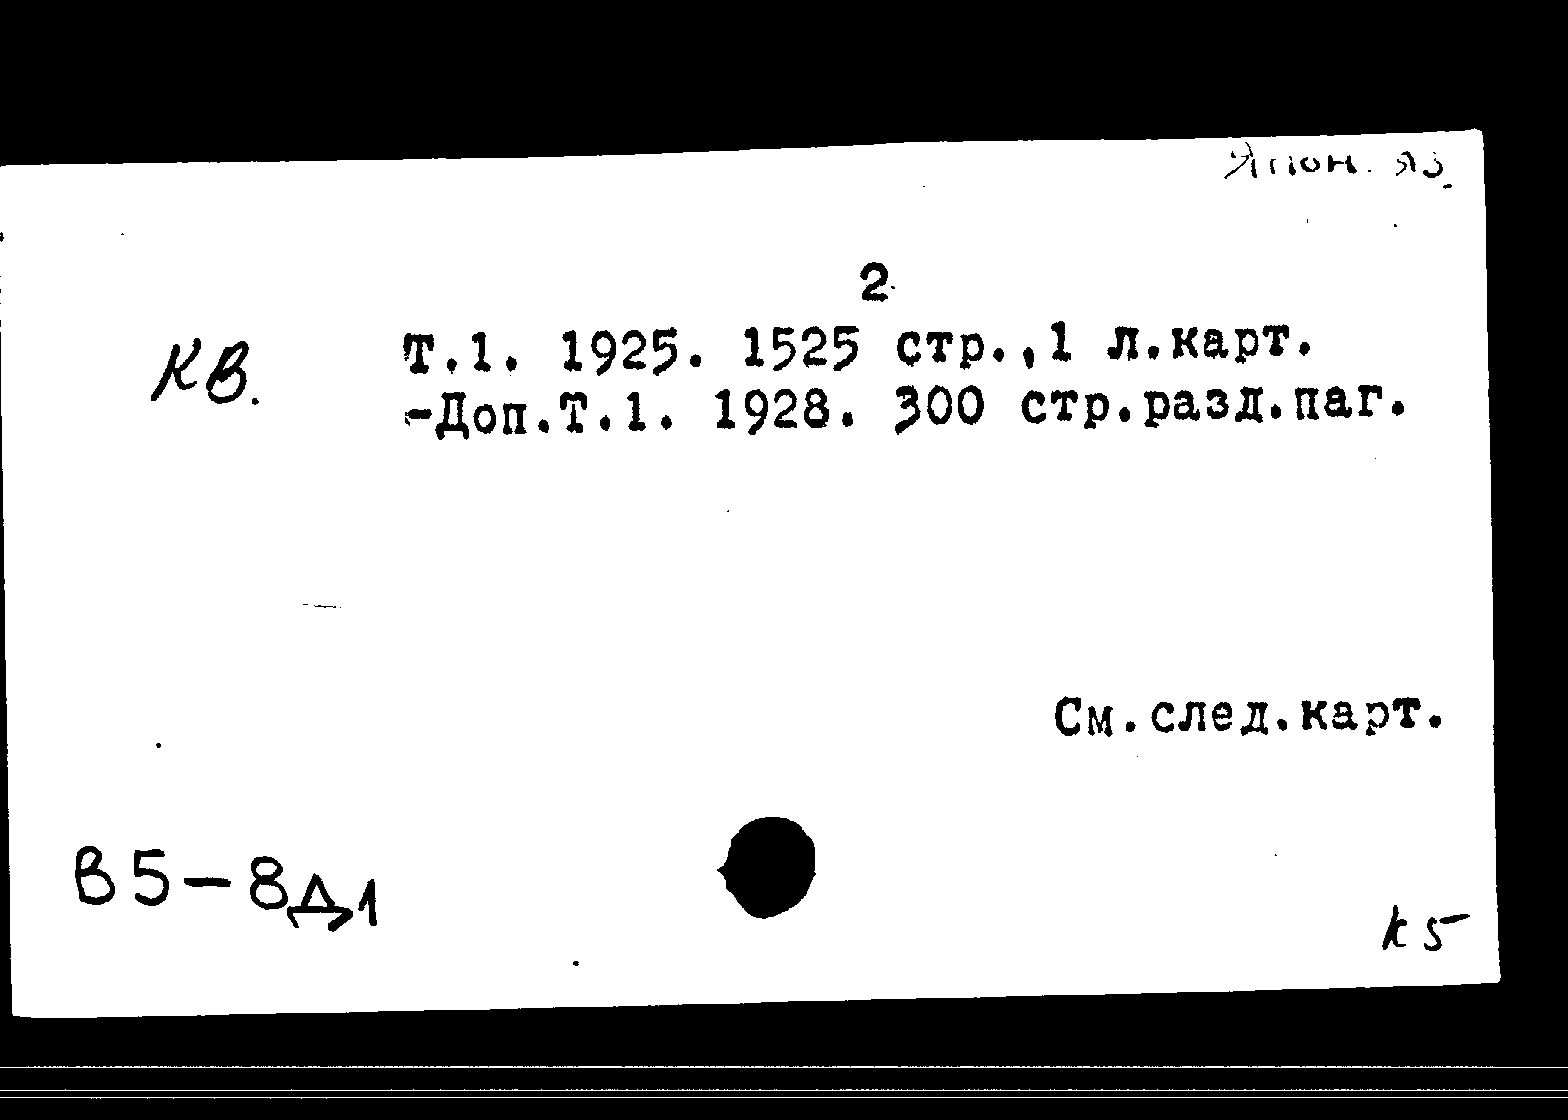 Япон. яз.
2
КВ.
Т.1. 1925. 1525 стр.,1 л.карт.
-Доп.Т.1. 1928. 300 стр.разд.паг.
См.след.карт.
В5-8Д1
К5